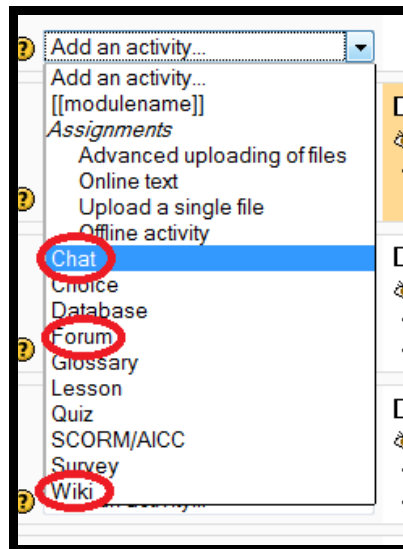 Add an activity...
Add an activity...
[[modulename]]
Assignments
Advanced uploading of files
Online text
Upload a single file
Offline activity
Chat
Choice
Database
Forum
Glossary
Lesson
Quiz
SCORM/AICC
Survey
Wiki